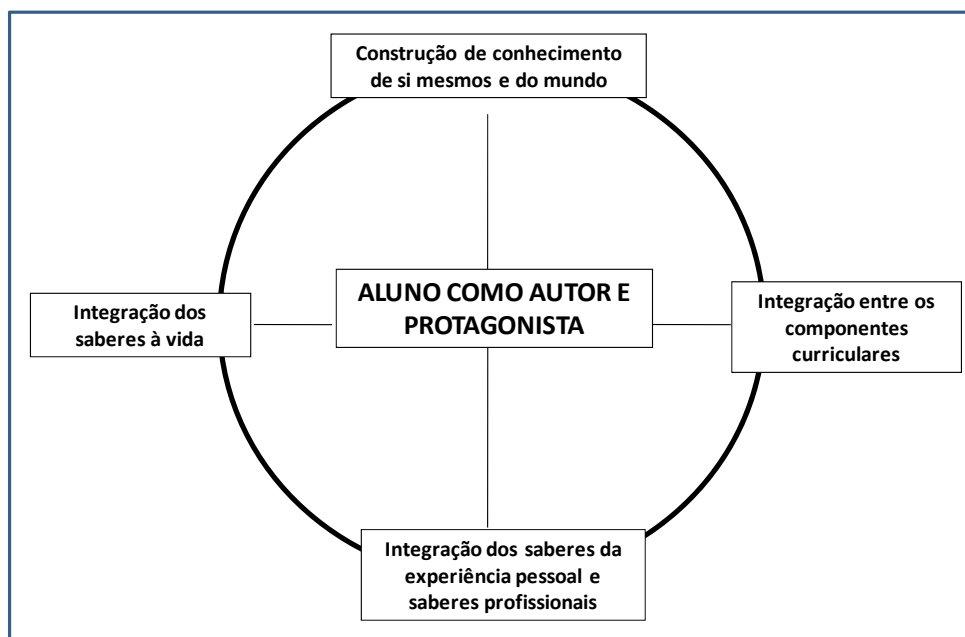 Construção de conhecimento
de si mesmos e do mundo
Integração dos
saberes à vida
ALUNO COMO AUTOR E
PROTAGONISTA
Integração entre os
componentes
curriculares
Integração dos saberes da
experiência pessoal e
saberes profissionais